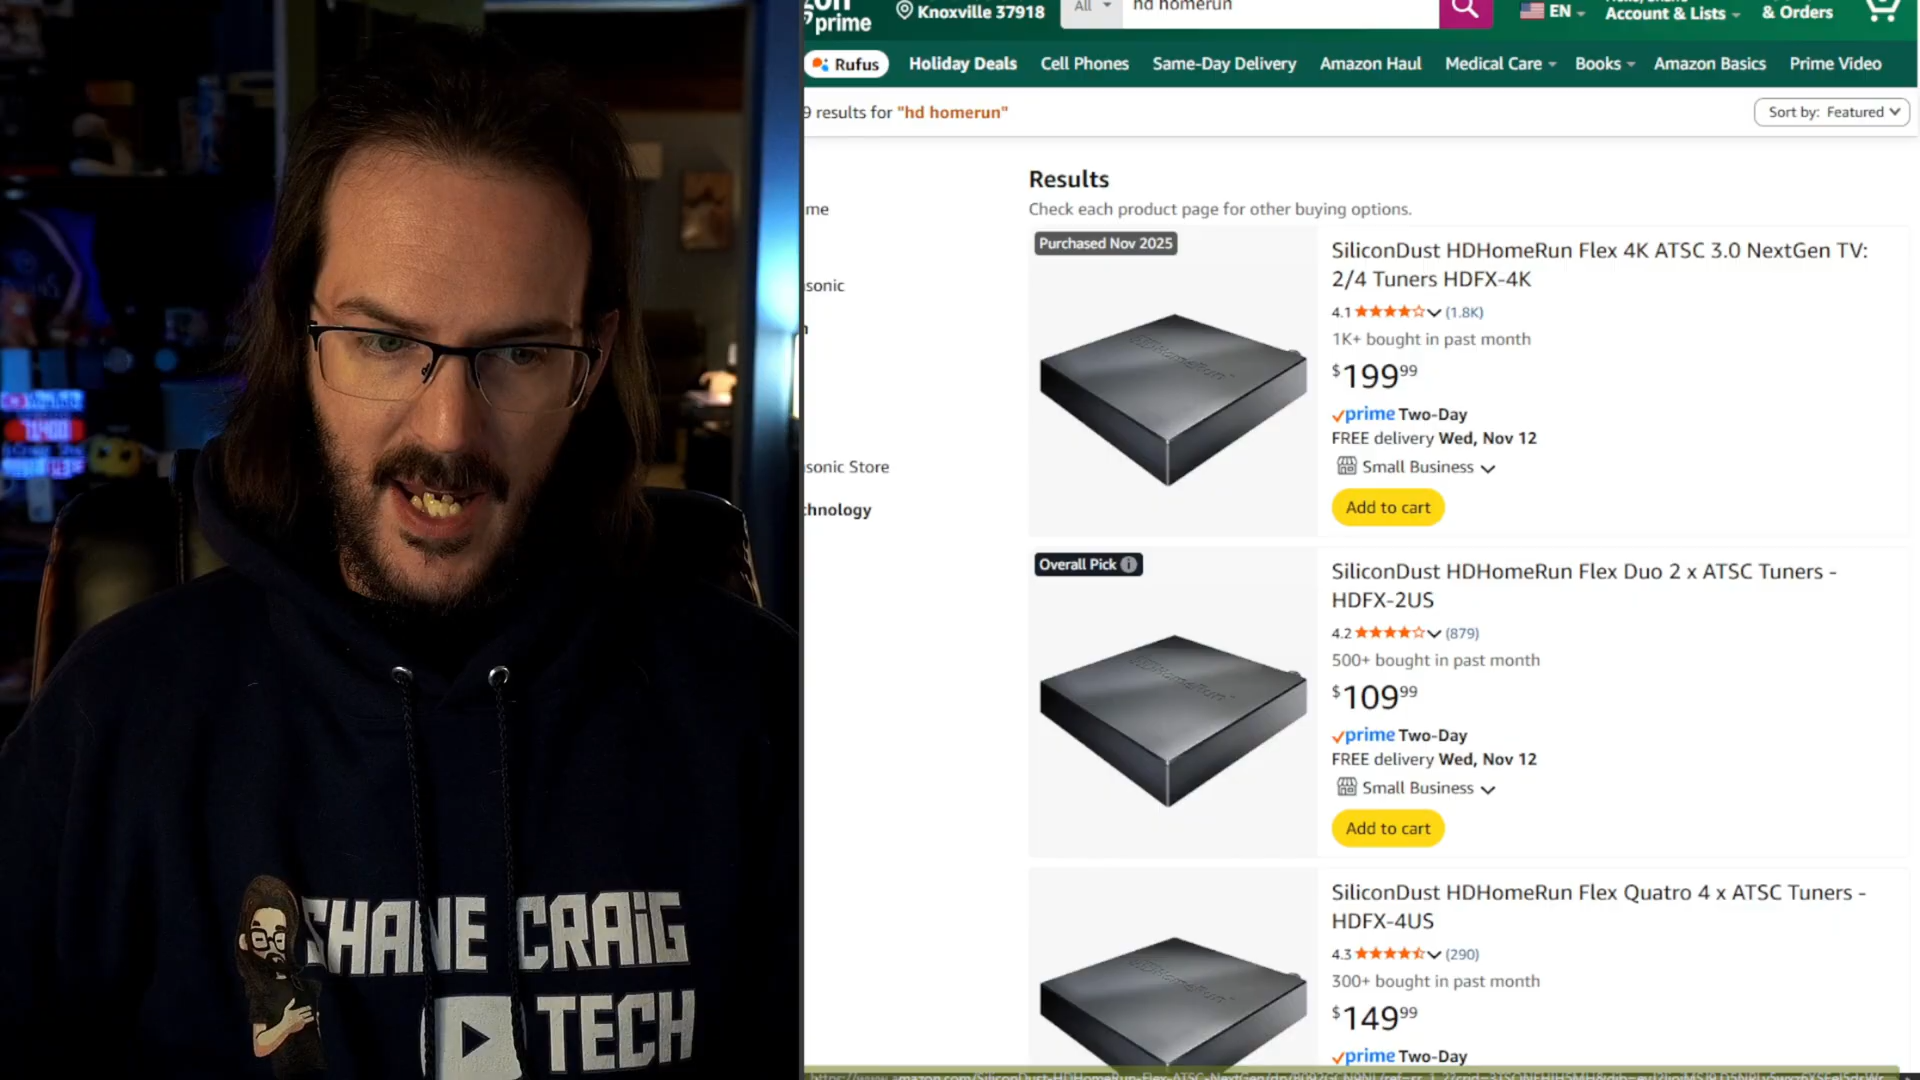 prime
Knoxville 37918
All
hd homerun
EN
Account & Lists
& Orders
Rufus
Holiday Deals
Cell Phones
Same-Day Delivery
Amazon Haul
Medical Care
Books
Amazon Basics
Prime Video
9 results for "hd homerun"
Sort by: Featured
Results
Check each product page for other buying options.
me
sonic
sonic Store
chnology
Purchased Nov 2025
HDHomeRun
SiliconDust HDHomeRun Flex 4K ATSC 3.0 NextGen TV:
2/4 Tuners HDFX-4K
4.1 (1.8K)
1K+ bought in past month
$199.99
prime Two-Day
FREE delivery Wed, Nov 12
Small Business
Add to cart
Overall Pick
HDHomeRun
SiliconDust HDHomeRun Flex Duo 2 x ATSC Tuners -
HDFX-2US
4.2 (879)
500+ bought in past month
$109.99
prime Two-Day
FREE delivery Wed, Nov 12
Small Business
Add to cart
HDHomeRun
SiliconDust HDHomeRun Flex Quatro 4 x ATSC Tuners -
HDFX-4US
4.3 (290)
300+ bought in past month
$149.99
prime Two-Day
SHANE CRAIG
TECH